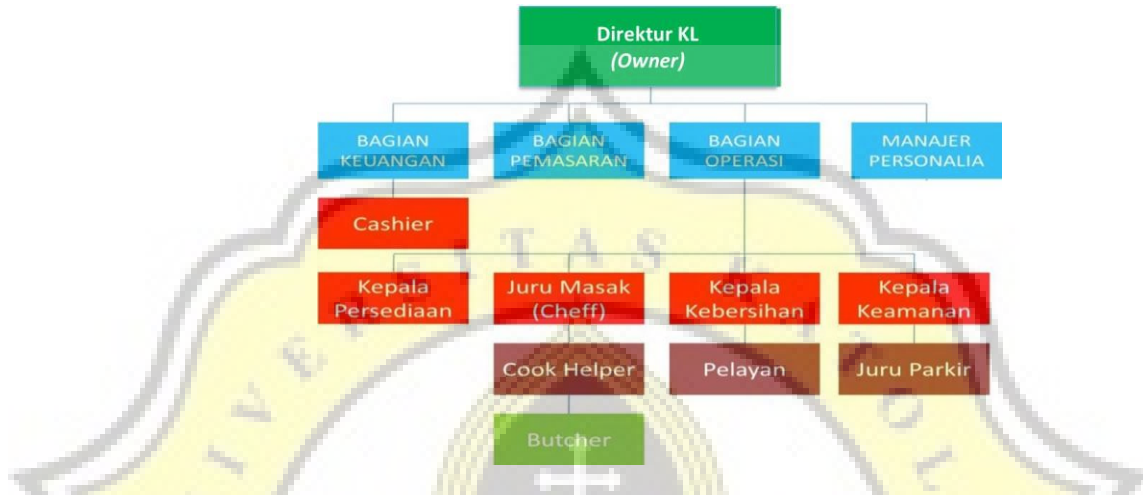 Direktur KL
(Owner)
BAGIAN
KEUANGAN
BAGIAN
PEMASARAN
BAGIAN
OPERASI
MANAJER
PERSONALIA
Cashier
Kepala
Persediaan
Juru Masak
(Cheff)
Kepala
Kebersihan
Kepala
Keamanan
Cook Helper
Pelayan
Juru Parkir
Butcher